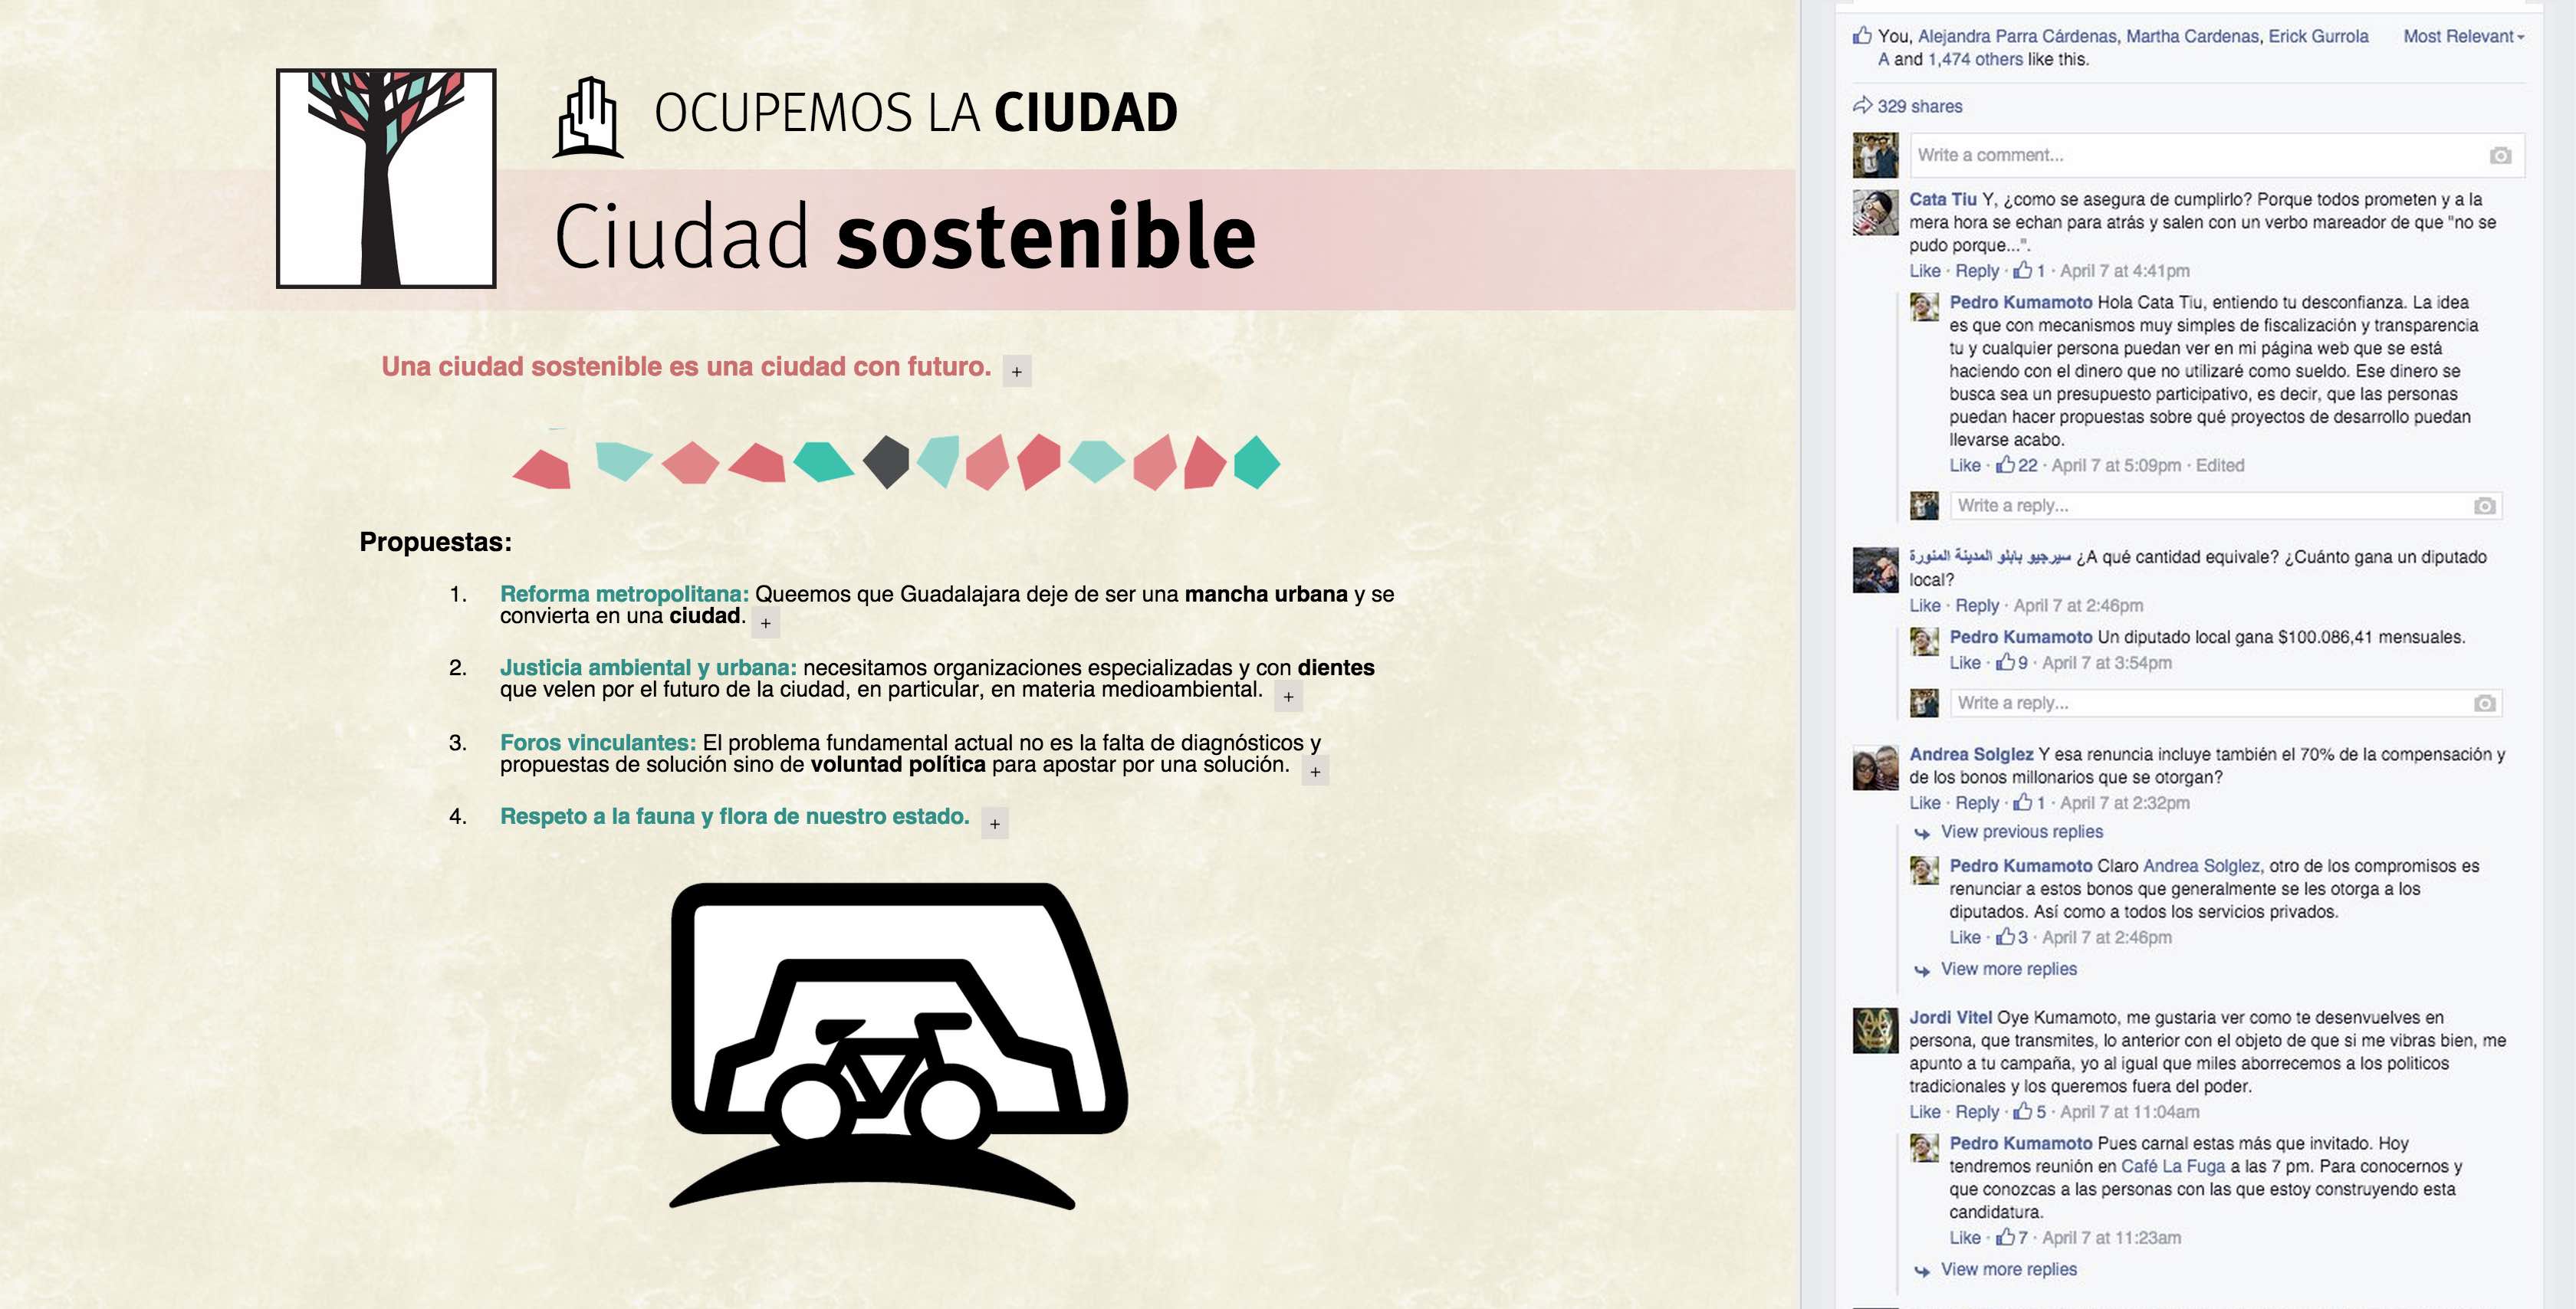 OCUPEMOS LA CIUDAD
Ciudad sostenible
Una ciudad sostenible es una ciudad con futuro. +
Propuestas:
1. Reforma metropolitana: Queemos que Guadalajara deje de ser una mancha urbana y se
convierta en una ciudad. +
2. Justicia ambiental y urbana: necesitamos organizaciones especializadas y con dientes
que velen por el futuro de la ciudad, en particular, en materia medioambiental. +
3. Foros vinculantes: El problema fundamental actual no es la falta de diagnósticos y
propuestas de solución sino de voluntad política para apostar por una solución. +
4. Respeto a la fauna y flora de nuestro estado. +
You, Alejandra Parra Cárdenas, Martha Cardenas, Erick Gurrola Most Relevant
A and 1,474 others like this.
329 shares
Write a comment...
Cata Tiu Y, ¿como se asegura de cumplirlo? Porque todos prometen y a la
mera hora se echan para atrás y salen con un verbo mareador de que "no se
pudo porque...".
Like · Reply · 1 · April 7 at 4:41pm
Pedro Kumamoto Hola Cata Tiu, entiendo tu desconfianza. La idea
es que con mecanismos muy simples de fiscalización y transparencia
tu y cualquier persona puedan ver en mi página web que se está
haciendo con el dinero que no utilizaré como sueldo. Ese dinero se
busca sea un presupuesto participativo, es decir, que las personas
puedan hacer propuestas sobre qué proyectos de desarrollo puedan
llevarse acabo.
Like · 22 · April 7 at 5:09pm · Edited
Write a reply...
سيرجيو بابلو المدينة المنورة ¿A qué cantidad equivale? ¿Cuánto gana un diputado
local?
Like · Reply · April 7 at 2:46pm
Pedro Kumamoto Un diputado local gana $100.086,41 mensuales.
Like · 9 · April 7 at 3:54pm
Write a reply...
Andrea Solglez Y esa renuncia incluye también el 70% de la compensación y
de los bonos millonarios que se otorgan?
Like · Reply · 1 · April 7 at 2:32pm
View previous replies
Pedro Kumamoto Claro Andrea Solglez, otro de los compromisos es
renunciar a estos bonos que generalmente se les otorga a los
diputados. Así como a todos los servicios privados.
Like · 3 · April 7 at 2:46pm
View more replies
Jordi Vitel Oye Kumamoto, me gustaria ver como te desenvuelves en
persona, que transmites, lo anterior con el objeto de que si me vibras bien, me
apunto a tu campaña, yo al igual que miles aborrecemos a los politicos
tradicionales y los queremos fuera del poder.
Like · Reply · 5 · April 7 at 11:04am
Pedro Kumamoto Pues carnal estas más que invitado. Hoy
tendremos reunión en Café La Fuga a las 7 pm. Para conocernos y
que conozcas a las personas con las que estoy construyendo esta
candidatura.
Like · 7 · April 7 at 11:23am
View more replies